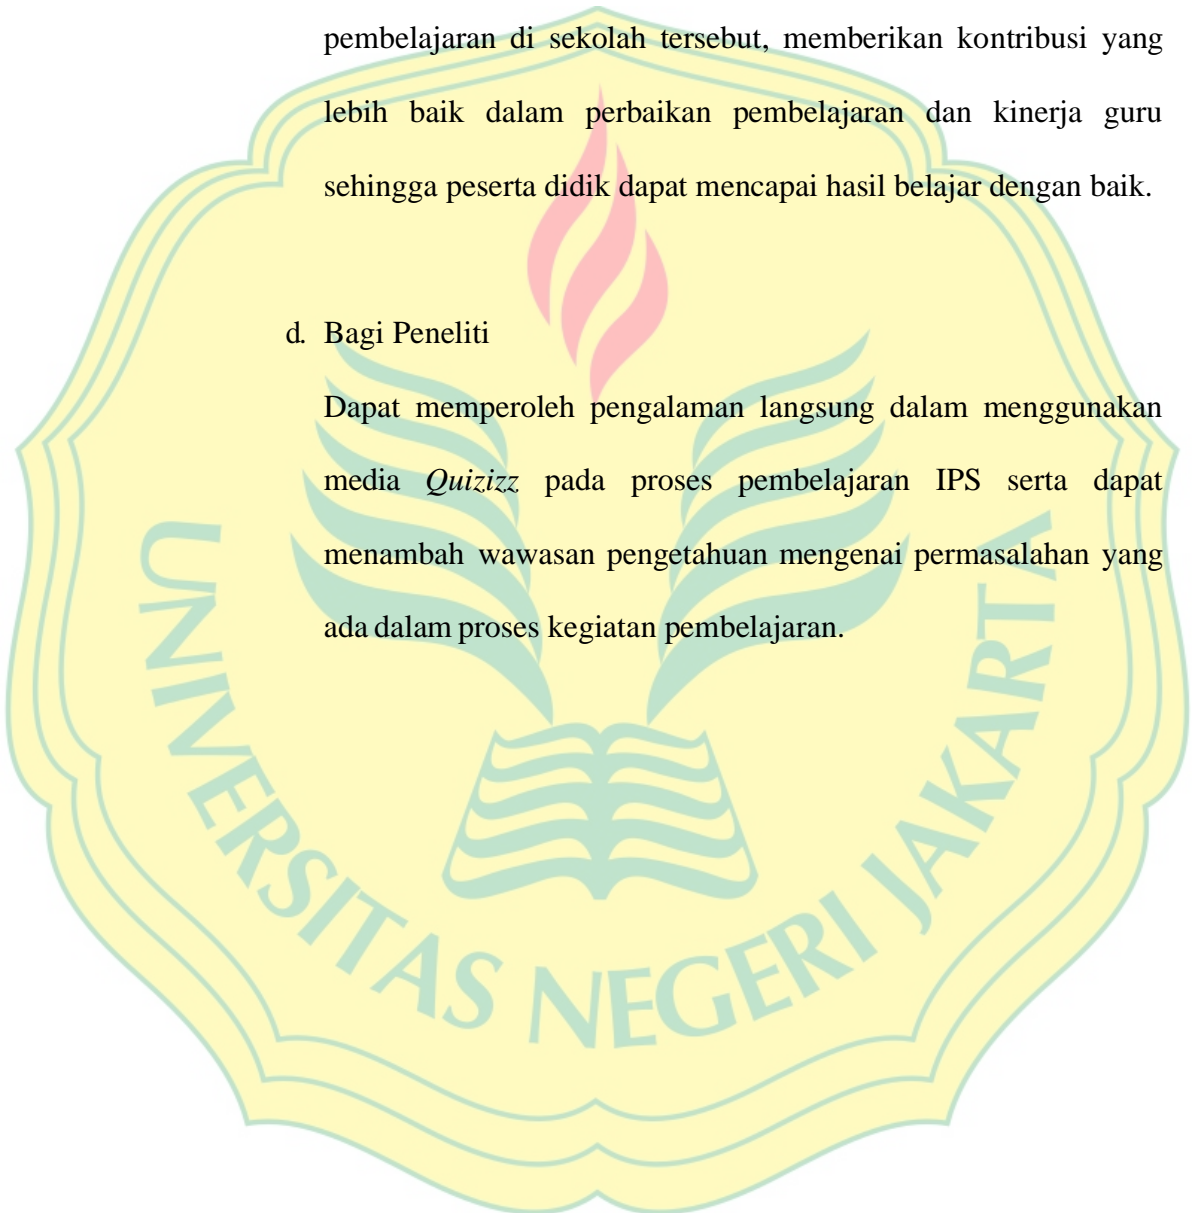 pembelajaran di sekolah tersebut, memberikan kontribusi yang
lebih baik dalam perbaikan pembelajaran dan kinerja guru
sehingga peserta didik dapat mencapai hasil belajar dengan baik.
d. Bagi Peneliti
Dapat memperoleh pengalaman langsung dalam menggunakan
media Quizizz pada proses pembelajaran IPS serta dapat
menambah wawasan pengetahuan mengenai permasalahan yang
ada dalam proses kegiatan pembelajaran.
UNIVERSITAS NEGERI JAKARTA